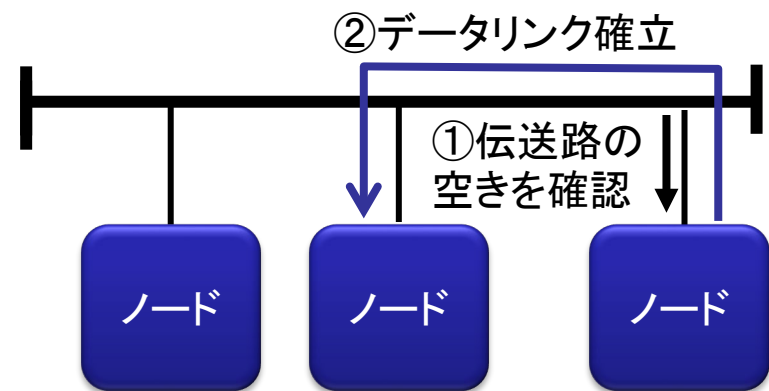 ②データリンク確立
①伝送路の
空きを確認
ノード
ノード
ノード